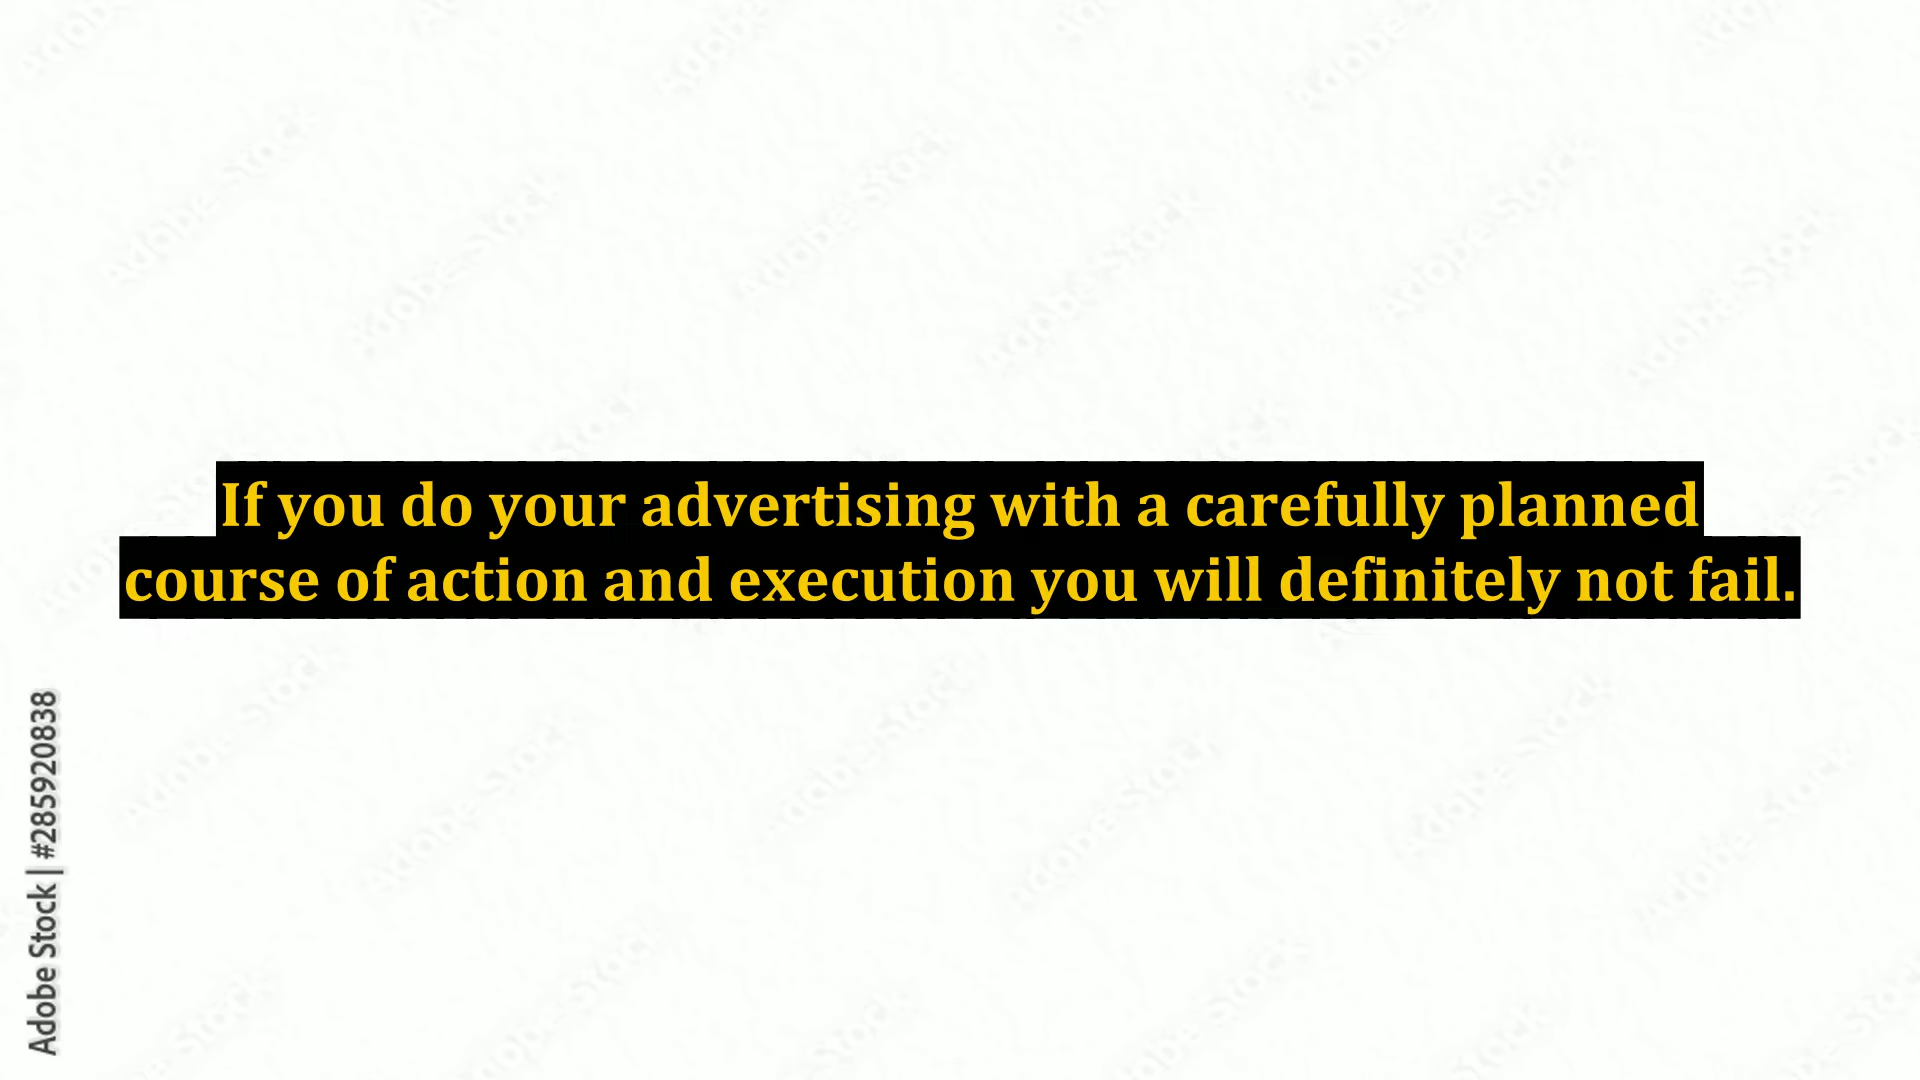 If you do your advertising with a carefully planned
course of action and execution you will definitely not fail.
Adobe Stock | #285920838